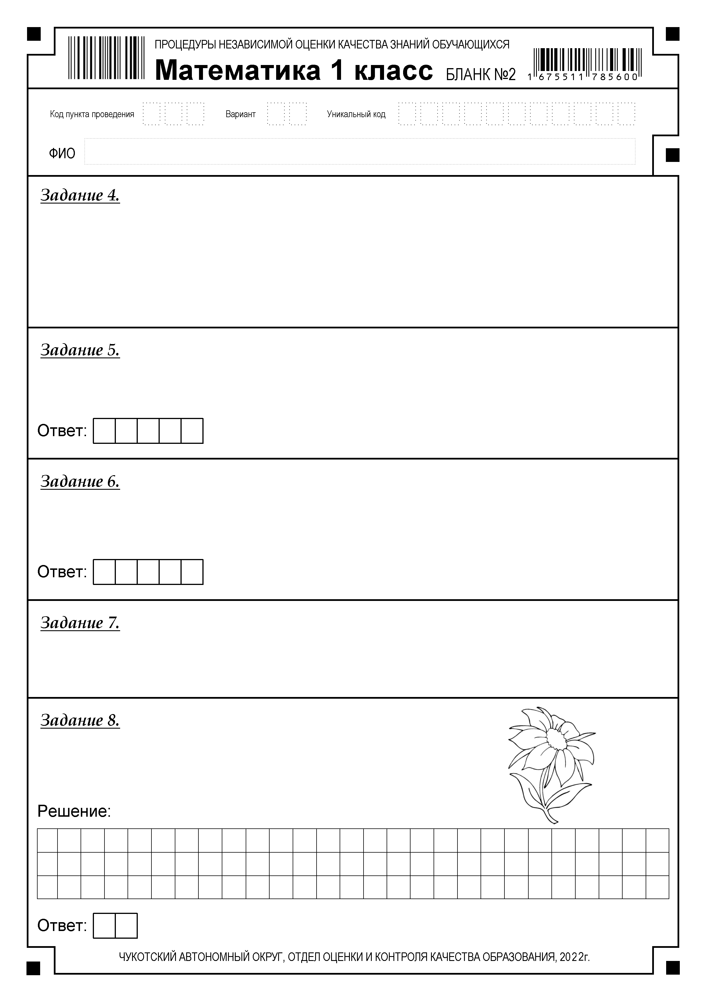 ПРОЦЕДУРЫ НЕЗАВИСИМОЙ ОЦЕНКИ КАЧЕСТВА ЗНАНИЙ ОБУЧАЮЩИХСЯ
Математика 1 класс БЛАНК №2
1 675511 785600
Код пункта проведения Вариант Уникальный код
ФИО
Задание 4.
Задание 5.
Ответ:
Задание 6.
Ответ:
Задание 7.
Задание 8.
Решение:
Ответ:
ЧУКОТСКИЙ АВТОНОМНЫЙ ОКРУГ, ОТДЕЛ ОЦЕНКИ И КОНТРОЛЯ КАЧЕСТВА ОБРАЗОВАНИЯ, 2022г.